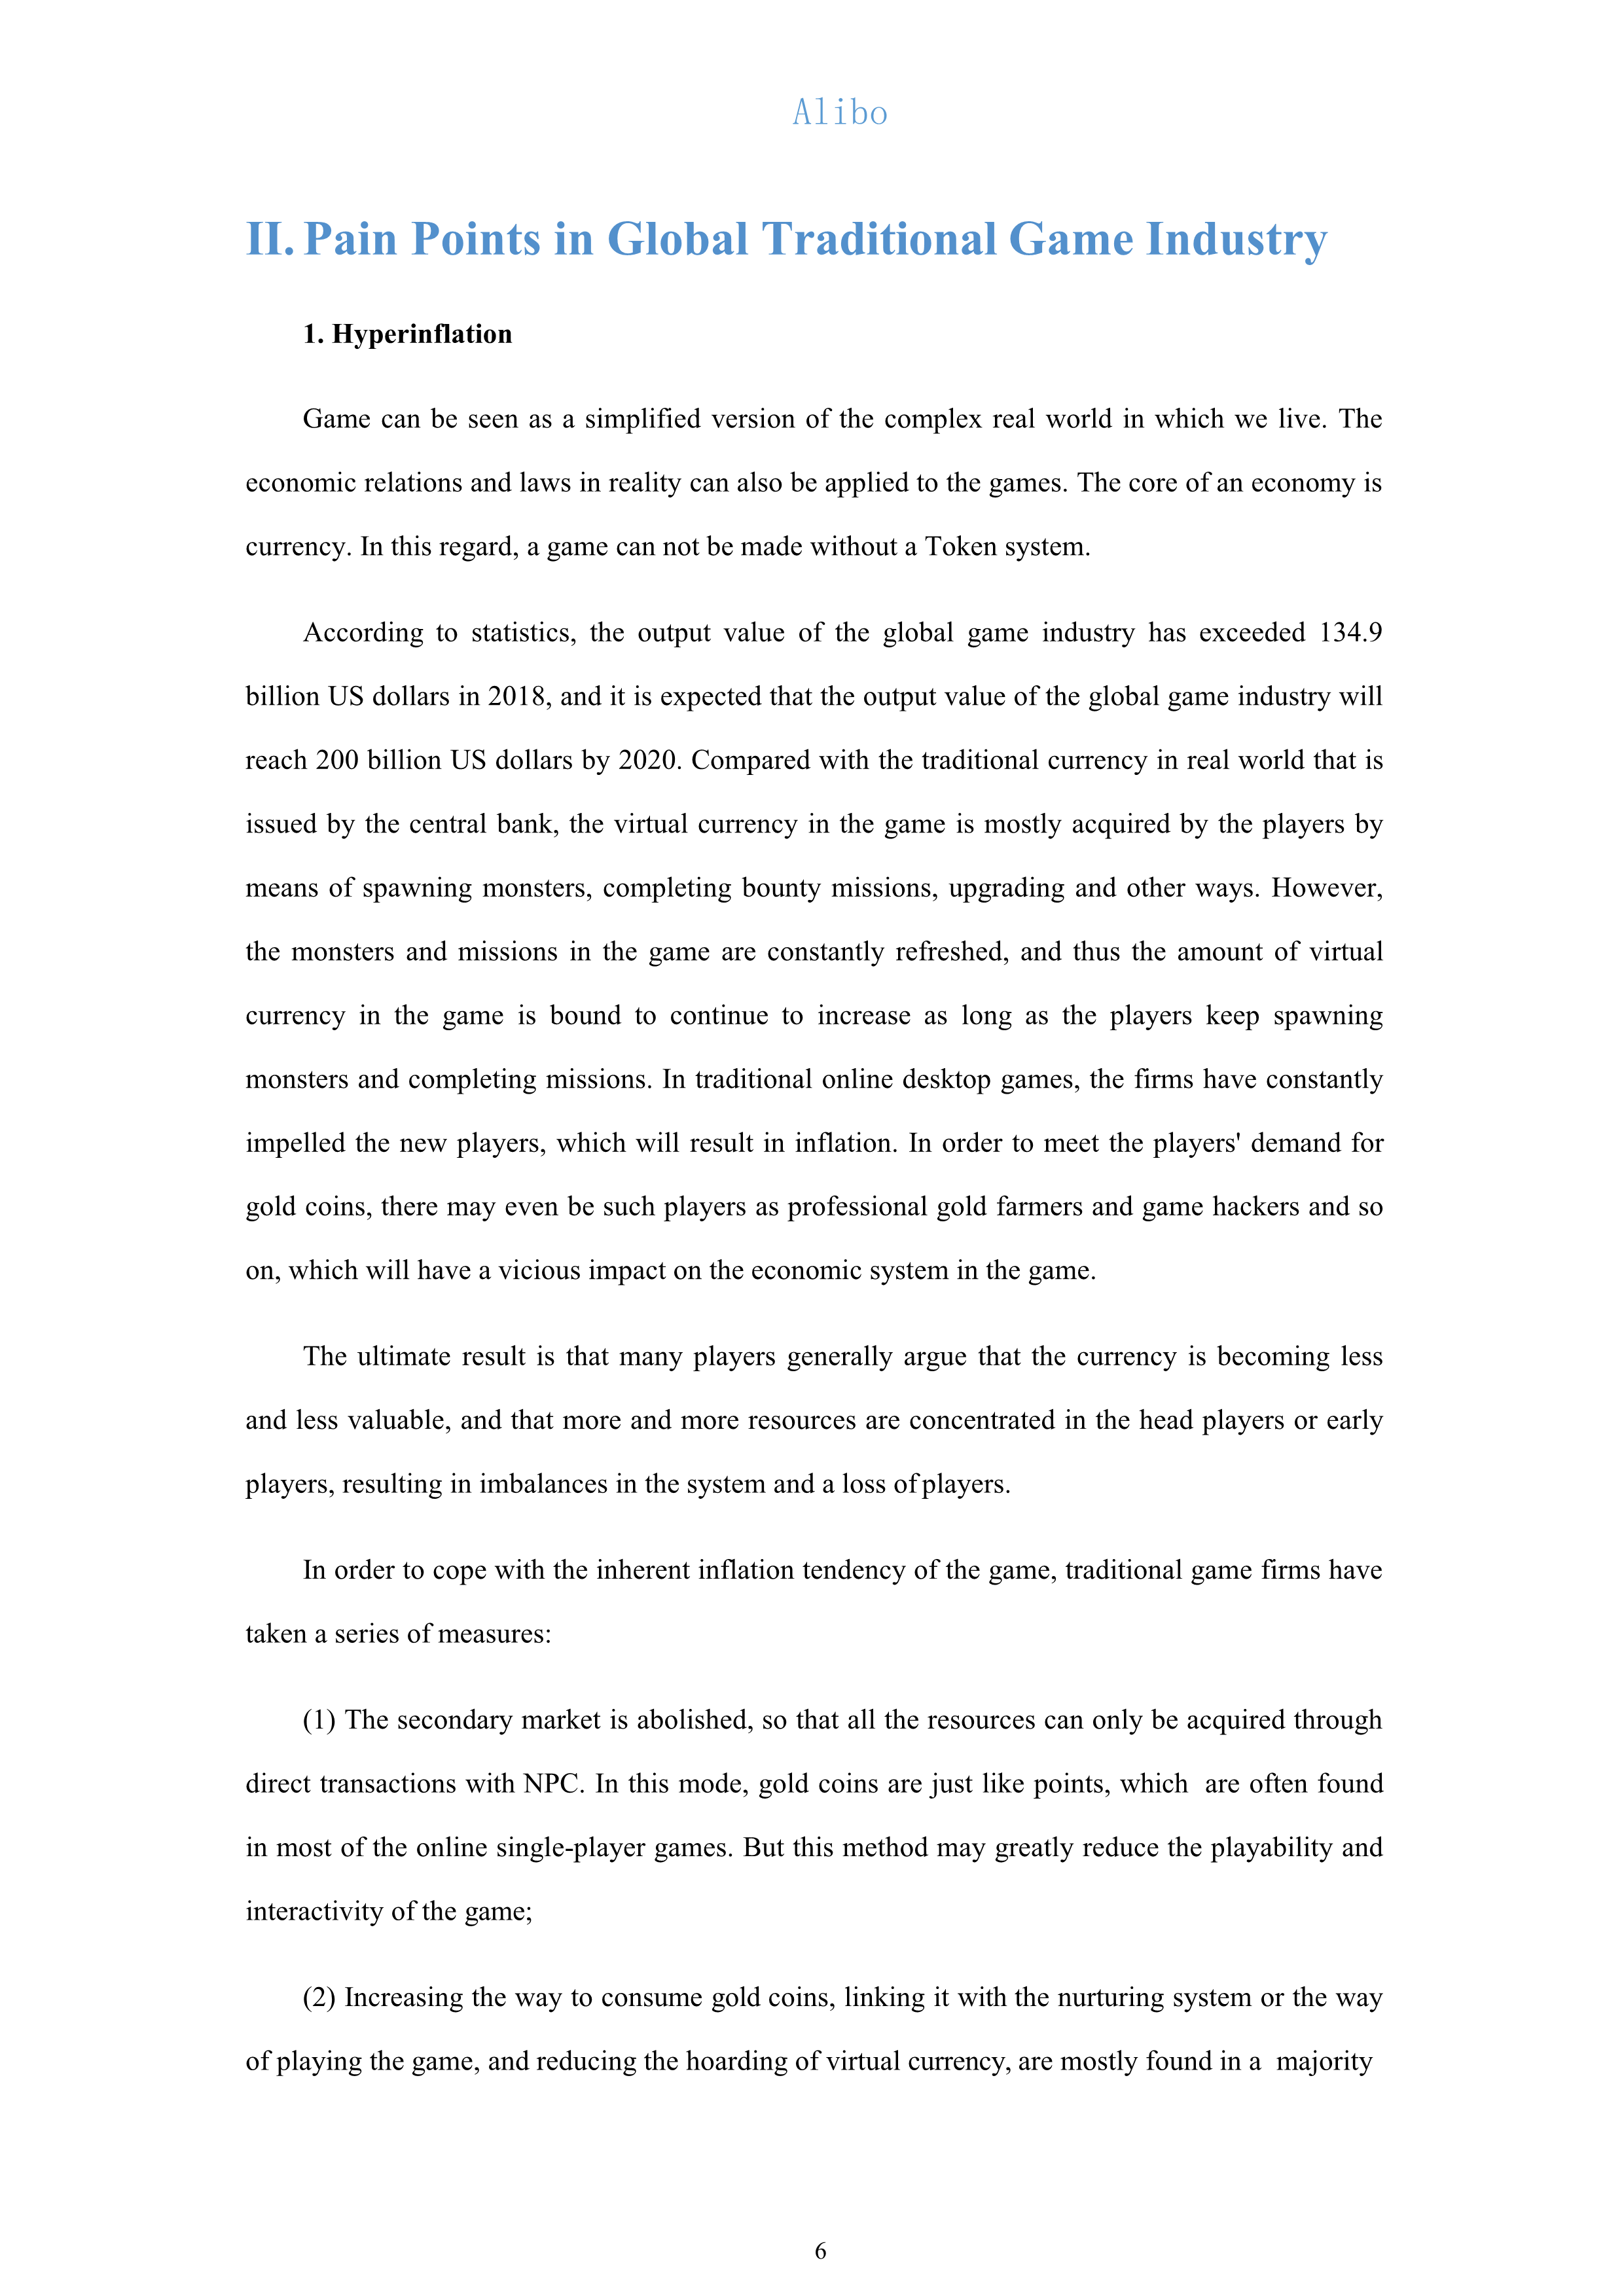 Alibo
II. Pain Points in Global Traditional Game Industry
1. Hyperinflation
Game can be seen as a simplified version of the complex real world in which we live. The
economic relations and laws in reality can also be applied to the games. The core of an economy is
currency. In this regard, a game can not be made without a Token system.
According to statistics, the output value of the global game industry has exceeded 134.9
billion US dollars in 2018, and it is expected that the output value of the global game industry will
reach 200 billion US dollars by 2020. Compared with the traditional currency in real world that is
issued by the central bank, the virtual currency in the game is mostly acquired by the players by
means of spawning monsters, completing bounty missions, upgrading and other ways. However,
the monsters and missions in the game are constantly refreshed, and thus the amount of virtual
currency in the game is bound to continue to increase as long as the players keep spawning
monsters and completing missions. In traditional online desktop games, the firms have constantly
impelled the new players, which will result in inflation. In order to meet the players' demand for
gold coins, there may even be such players as professional gold farmers and game hackers and so
on, which will have a vicious impact on the economic system in the game.
The ultimate result is that many players generally argue that the currency is becoming less
and less valuable, and that more and more resources are concentrated in the head players or early
players, resulting in imbalances in the system and a loss of players.
In order to cope with the inherent inflation tendency of the game, traditional game firms have
taken a series of measures:
(1) The secondary market is abolished, so that all the resources can only be acquired through
direct transactions with NPC. In this mode, gold coins are just like points, which are often found
in most of the online single-player games. But this method may greatly reduce the playability and
interactivity of the game;
(2) Increasing the way to consume gold coins, linking it with the nurturing system or the way
of playing the game, and reducing the hoarding of virtual currency, are mostly found in a majority
6